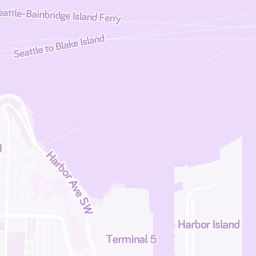 Seattle-Bainbridge Island Ferry
Seattle to Blake Island
Harbor Ave SW
Harbor Island
Terminal 5